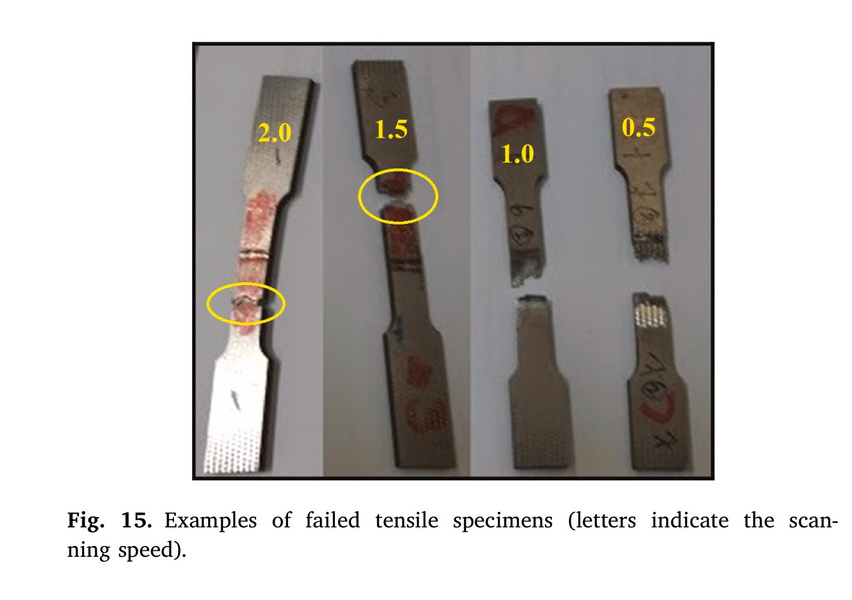 2.0
1.5
1.0
0.5
Fig. 15. Examples of failed tensile specimens (letters indicate the scan-
ning speed).